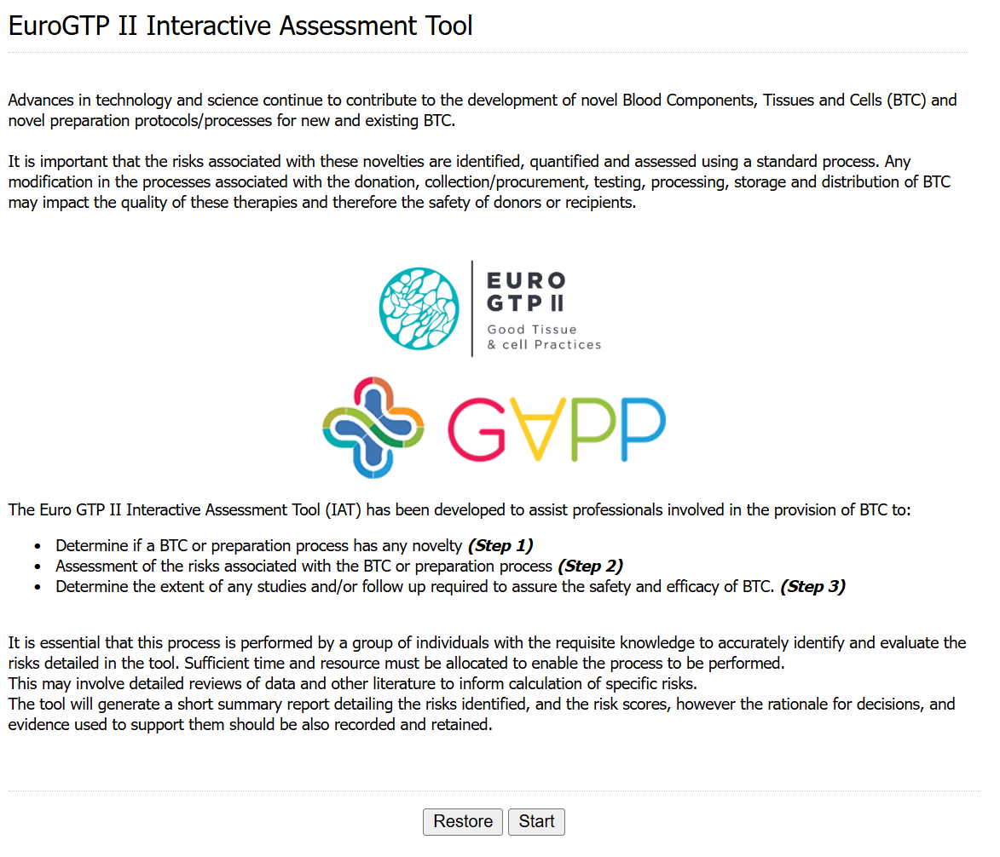 EuroGTP II Interactive Assessment Tool
Advances in technology and science continue to contribute to the development of novel Blood Components, Tissues and Cells (BTC) and
novel preparation protocols/processes for new and existing BTC.
It is important that the risks associated with these novelties are identified, quantified and assessed using a standard process. Any
modification in the processes associated with the donation, collection/procurement, testing, processing, storage and distribution of BTC
may impact the quality of these therapies and therefore the safety of donors or recipients.
EURO
GTP II
Good Tissue
& cell Practices
G∀PP
The Euro GTP II Interactive Assessment Tool (IAT) has been developed to assist professionals involved in the provision of BTC to:
• Determine if a BTC or preparation process has any novelty (Step 1)
• Assessment of the risks associated with the BTC or preparation process (Step 2)
• Determine the extent of any studies and/or follow up required to assure the safety and efficacy of BTC. (Step 3)
It is essential that this process is performed by a group of individuals with the requisite knowledge to accurately identify and evaluate the
risks detailed in the tool. Sufficient time and resource must be allocated to enable the process to be performed.
This may involve detailed reviews of data and other literature to inform calculation of specific risks.
The tool will generate a short summary report detailing the risks identified, and the risk scores, however the rationale for decisions, and
evidence used to support them should be also recorded and retained.
Restore Start